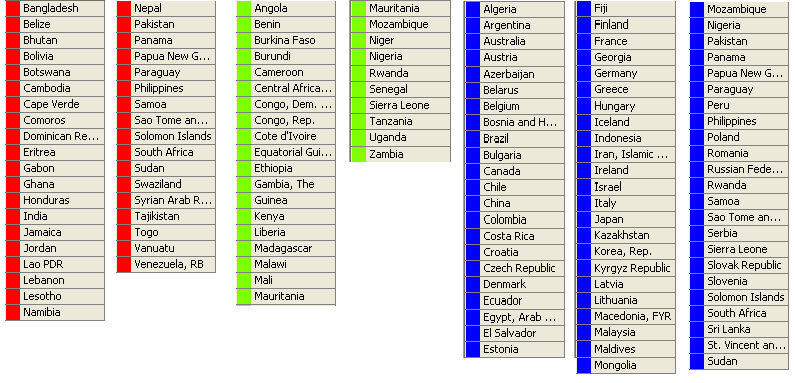 Bangladesh
Belize
Bhutan
Bolivia
Botswana
Cambodia
Cape Verde
Comoros
Dominican Re...
Eritrea
Gabon
Ghana
Honduras
India
Jamaica
Jordan
Lao PDR
Lebanon
Lesotho
Namibia
Nepal
Pakistan
Panama
Papua New G...
Paraguay
Philippines
Samoa
Sao Tome an...
Solomon Islands
South Africa
Sudan
Swaziland
Syrian Arab R...
Tajikistan
Togo
Vanuatu
Venezuela, RB
Angola
Benin
Burkina Faso
Burundi
Cameroon
Central Africa...
Congo, Dem. ...
Congo, Rep.
Cote d'Ivoire
Equatorial Gui...
Ethiopia
Gambia, The
Guinea
Kenya
Liberia
Madagascar
Malawi
Mali
Mauritania
Mauritania
Mozambique
Niger
Nigeria
Rwanda
Senegal
Sierra Leone
Tanzania
Uganda
Zambia
Algeria
Argentina
Australia
Austria
Azerbaijan
Belarus
Belgium
Bosnia and H...
Brazil
Bulgaria
Canada
Chile
China
Colombia
Costa Rica
Croatia
Czech Republic
Denmark
Ecuador
Egypt, Arab ...
El Salvador
Estonia
Fiji
Finland
France
Georgia
Germany
Greece
Hungary
Iceland
Indonesia
Iran, Islamic ...
Ireland
Israel
Italy
Japan
Kazakhstan
Korea, Rep.
Kyrgyz Republic
Latvia
Lithuania
Macedonia, FYR
Malaysia
Maldives
Mongolia
Mozambique
Nigeria
Pakistan
Panama
Papua New G...
Paraguay
Peru
Philippines
Poland
Romania
Russian Fede...
Rwanda
Samoa
Sao Tome an...
Serbia
Sierra Leone
Slovak Republic
Slovenia
Solomon Islands
South Africa
Sri Lanka
St. Vincent an...
Sudan